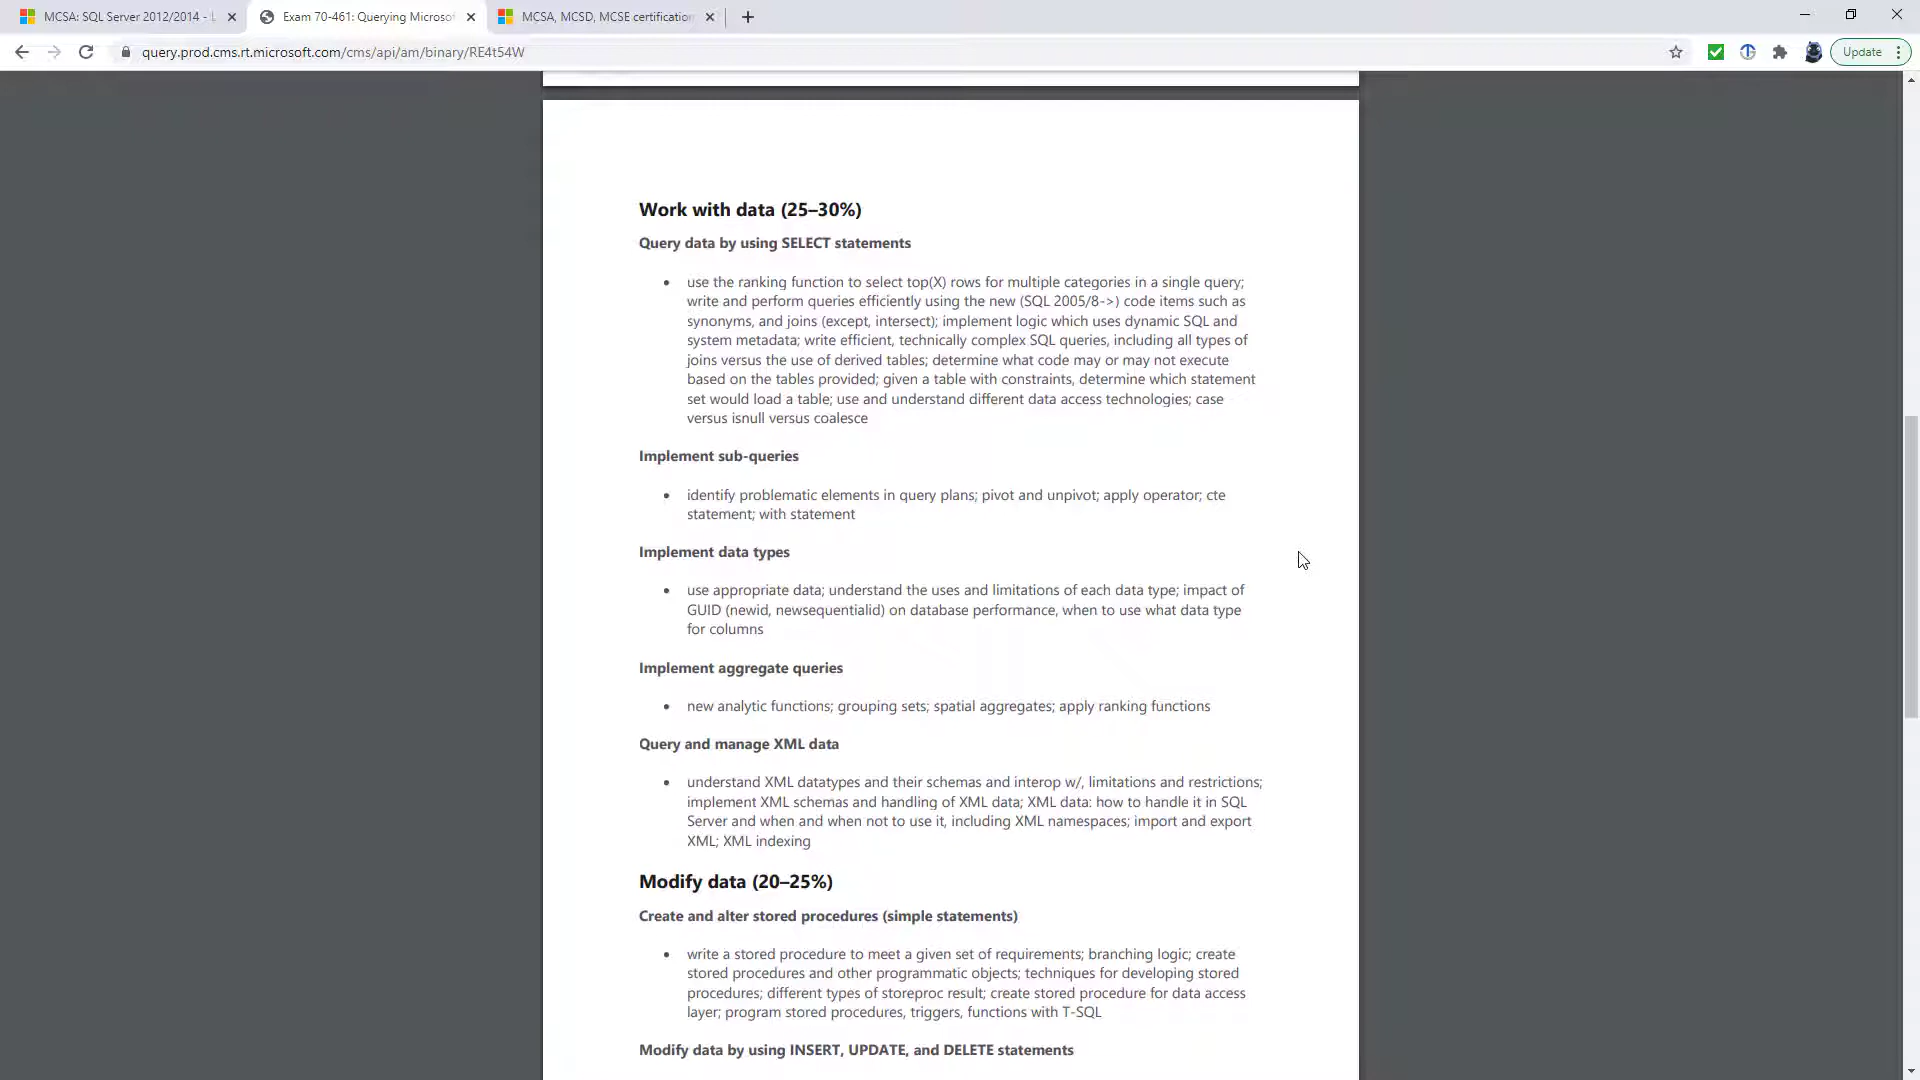 MCSA: SQL Server 2012/2014 -
Exam 70-461: Querying Microso
MCSA, MCSD, MCSE certification
query.prod.cms.rt.microsoft.com/cms/api/am/binary/RE4t54W
Update
Work with data (25–30%)
Query data by using SELECT statements
• use the ranking function to select top(X) rows for multiple categories in a single query;
write and perform queries efficiently using the new (SQL 2005/8->) code items such as
synonyms, and joins (except, intersect); implement logic which uses dynamic SQL and
system metadata; write efficient, technically complex SQL queries, including all types of
joins versus the use of derived tables; determine what code may or may not execute
based on the tables provided; given a table with constraints, determine which statement
set would load a table; use and understand different data access technologies; case
versus isnull versus coalesce
Implement sub-queries
• identify problematic elements in query plans; pivot and unpivot; apply operator; cte
statement; with statement
Implement data types
• use appropriate data; understand the uses and limitations of each data type; impact of
GUID (newid, newsequentialid) on database performance, when to use what data type
for columns
Implement aggregate queries
• new analytic functions; grouping sets; spatial aggregates; apply ranking functions
Query and manage XML data
• understand XML datatypes and their schemas and interop w/, limitations and restrictions;
implement XML schemas and handling of XML data; XML data: how to handle it in SQL
Server and when and when not to use it, including XML namespaces; import and export
XML; XML indexing
Modify data (20–25%)
Create and alter stored procedures (simple statements)
• write a stored procedure to meet a given set of requirements; branching logic; create
stored procedures and other programmatic objects; techniques for developing stored
procedures; different types of storeproc result; create stored procedure for data access
layer; program stored procedures, triggers, functions with T-SQL
Modify data by using INSERT, UPDATE, and DELETE statements